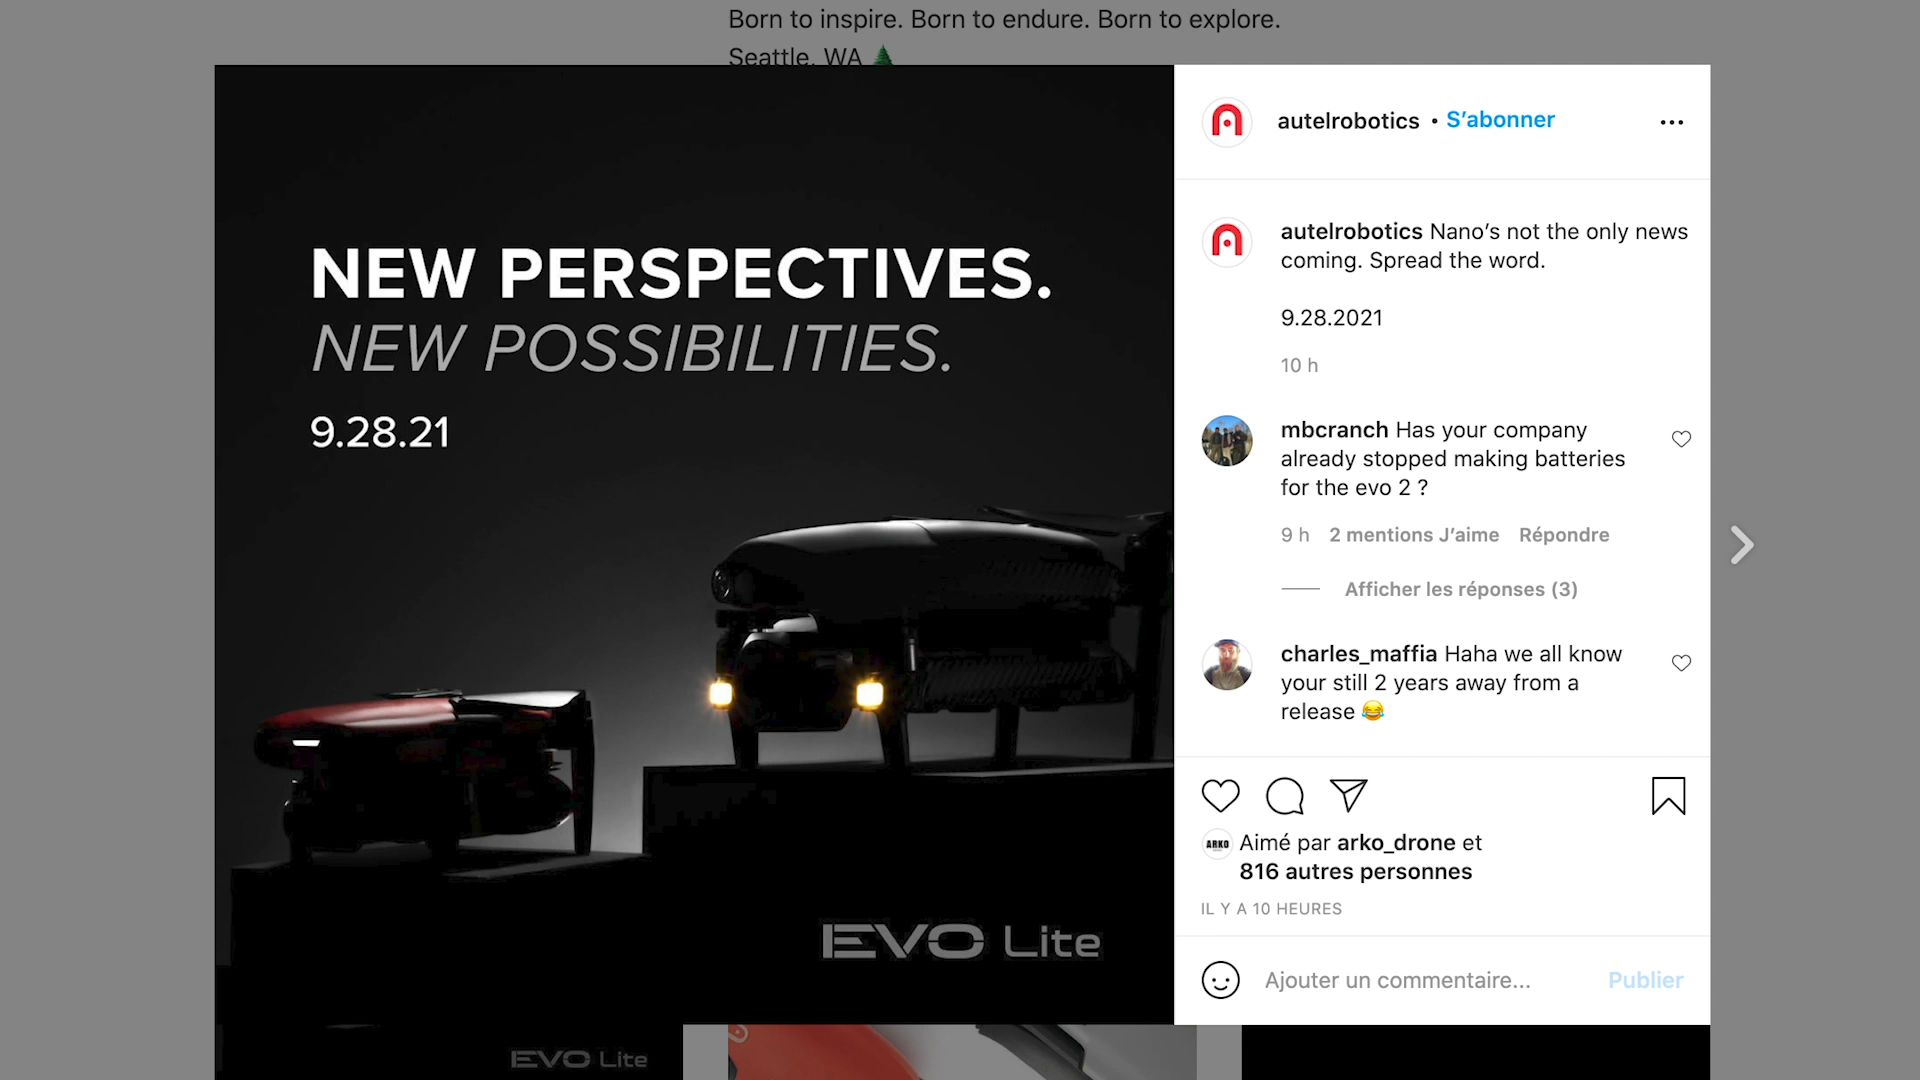 Born to inspire. Born to endure. Born to explore.
Seattle, WA
NEW PERSPECTIVES.
NEW POSSIBILITIES.
9.28.21
EVO Lite
EVO Lite
autelrobotics • S’abonner
autelrobotics Nano’s not the only news
coming. Spread the word.
9.28.2021
10 h
mbcranch Has your company
already stopped making batteries
for the evo 2 ?
9 h 2 mentions J’aime Répondre
Afficher les réponses (3)
charles_maffia Haha we all know
your still 2 years away from a
release 😂
ARKO
Aimé par arko_drone et
816 autres personnes
IL Y A 10 HEURES
Ajouter un commentaire... Publier